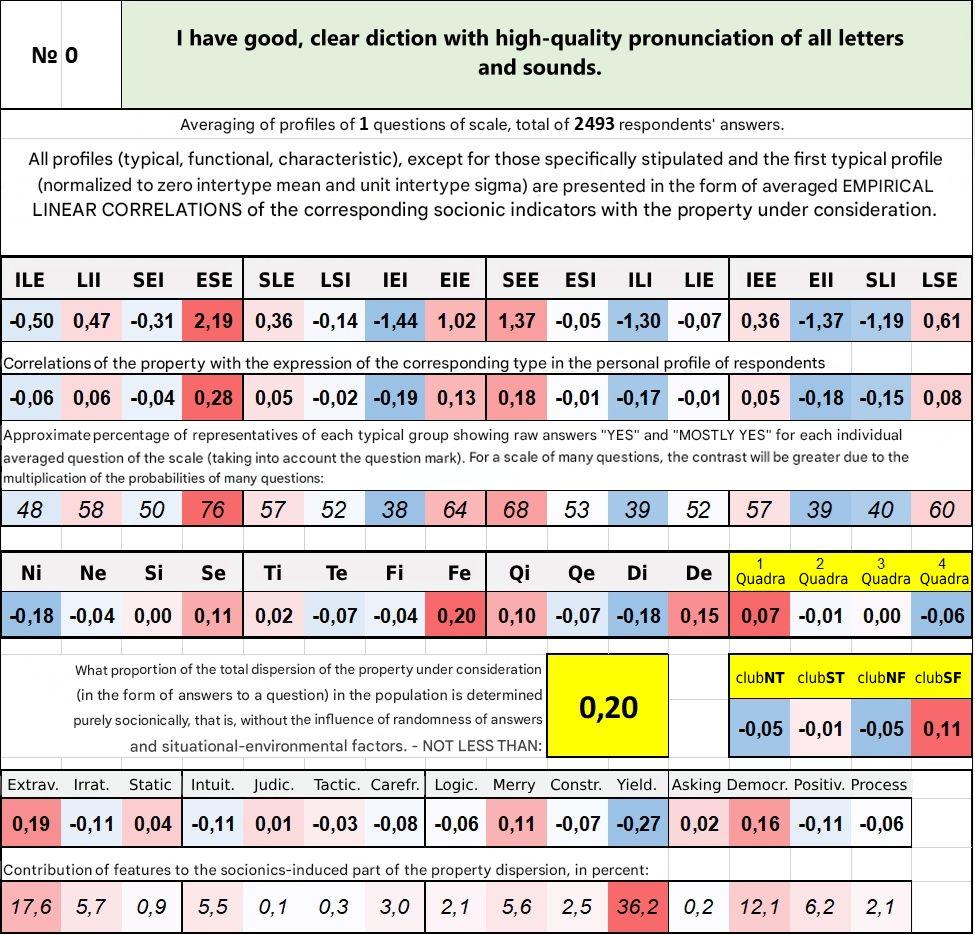 № 0
I have good, clear diction with high-quality pronunciation of all letters
and sounds.
Averaging of profiles of 1 questions of scale, total of 2493 respondents' answers.
All profiles (typical, functional, characteristic), except for those specifically stipulated and the first typical profile
(normalized to zero intertype mean and unit intertype sigma) are presented in the form of averaged EMPIRICAL
LINEAR CORRELATIONS of the corresponding socionic indicators with the property under consideration.
ILE LII SEI ESE SLE LSI IEI EIE SEE ESI ILI LIE IEE EII SLI LSE
-0,50 0,47 -0,31 2,19 0,36 -0,14 -1,44 1,02 1,37 -0,05 -1,30 -0,07 0,36 -1,37 -1,19 0,61
Correlations of the property with the expression of the corresponding type in the personal profile of respondents
-0,06 0,06 -0,04 0,28 0,05 -0,02 -0,19 0,13 0,18 -0,01 -0,17 -0,01 0,05 -0,18 -0,15 0,08
Approximate percentage of representatives of each typical group showing raw answers "YES" and "MOSTLY YES" for each individual
averaged question of the scale (taking into account the question mark). For a scale of many questions, the contrast will be greater due to the
multiplication of the probabilities of many questions:
48 58 50 76 57 52 38 64 68 53 39 52 57 39 40 60
Ni Ne Si Se Ti Te Fi Fe Qi Qe Di De 1 Quadra 2 Quadra 3 Quadra 4 Quadra
-0,18 -0,04 0,00 0,11 0,02 -0,07 -0,04 0,20 0,10 -0,07 -0,18 0,15 0,07 -0,01 0,00 -0,06
What proportion of the total dispersion of the property under consideration
(in the form of answers to a question) in the population is determined
purely socionically, that is, without the influence of randomness of answers
and situational-environmental factors. - NOT LESS THAN:
0,20
clubNT clubST clubNF clubSF
-0,05 -0,01 -0,05 0,11
Extrav. Irrat. Static Intuit. Judic. Tactic. Carefr. Logic. Merry Constr. Yield. Asking Democr. Positiv. Process
0,19 -0,11 0,04 -0,11 0,01 -0,03 -0,08 -0,06 0,11 -0,07 -0,27 0,02 0,16 -0,11 -0,06
Contribution of features to the socionics-induced part of the property dispersion, in percent:
17,6 5,7 0,9 5,5 0,1 0,3 3,0 2,1 5,6 2,5 36,2 0,2 12,1 6,2 2,1